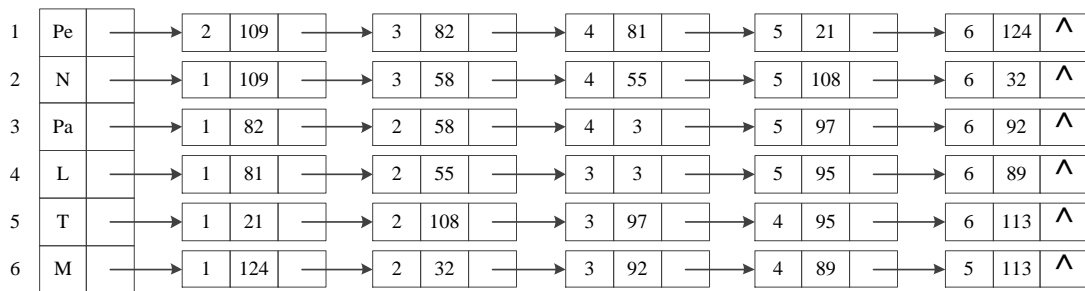 1 Pe 2 109 3 82 4 81 5 21 6 124 ^
2 N 1 109 3 58 4 55 5 108 6 32 ^
3 Pa 1 82 2 58 4 3 5 97 6 92 ^
4 L 1 81 2 55 3 3 5 95 6 89 ^
5 T 1 21 2 108 3 97 4 95 6 113 ^
6 M 1 124 2 32 3 92 4 89 5 113 ^